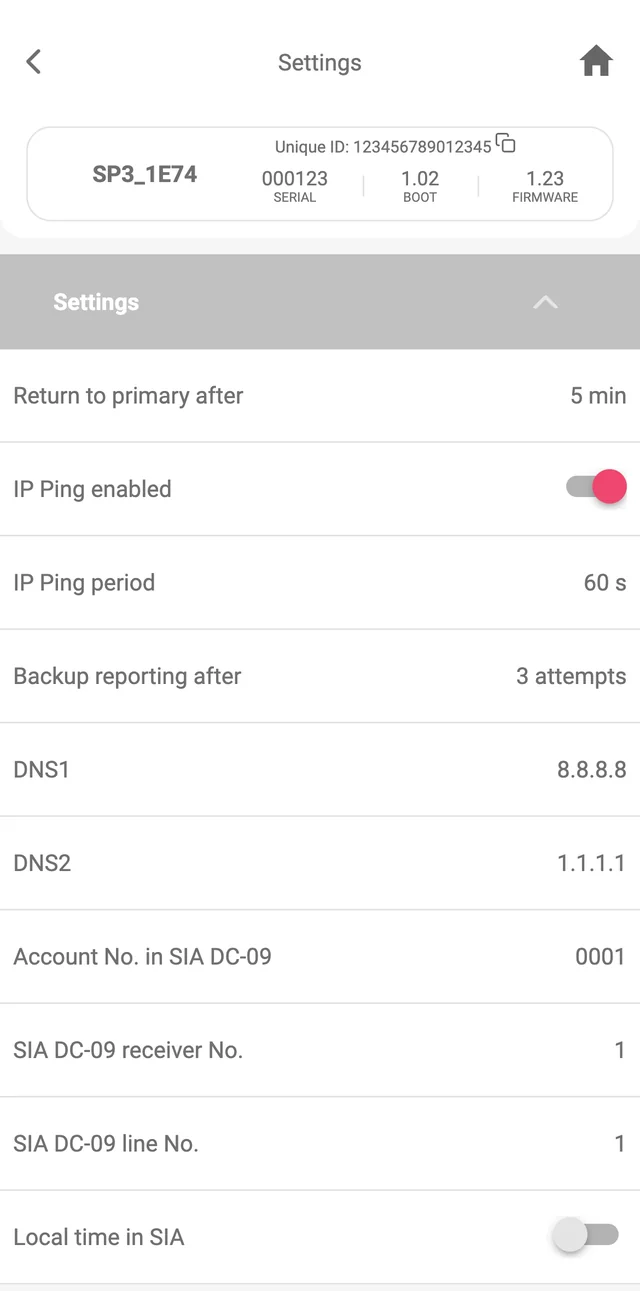 Settings
Unique ID: 123456789012345
SP3_1E74
000123 1.02 1.23
SERIAL BOOT FIRMWARE
Settings
Return to primary after 5 min
IP Ping enabled
IP Ping period 60 s
Backup reporting after 3 attempts
DNS1 8.8.8.8
DNS2 1.1.1.1
Account No. in SIA DC-09 0001
SIA DC-09 receiver No. 1
SIA DC-09 line No. 1
Local time in SIA